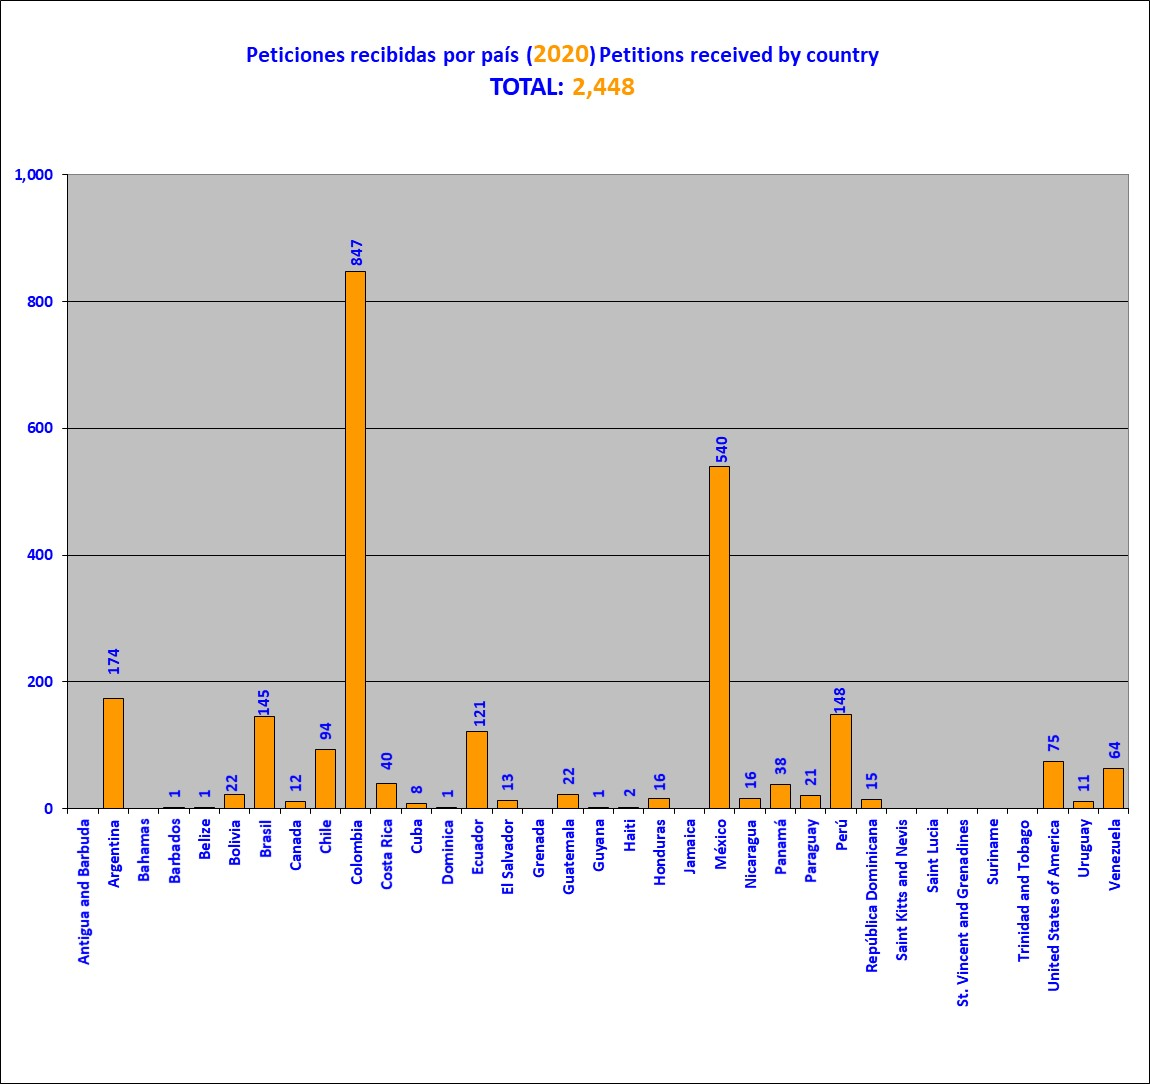 Peticiones recibidas por país (2020) Petitions received by country
TOTAL: 2,448
1,000
800
600
400
200
0
174
1
1
22
145
12
94
847
40
8
1
121
13
22
1
2
16
540
16
38
21
148
15
75
11
64
Antigua and Barbuda
Argentina
Bahamas
Barbados
Belize
Bolivia
Brasil
Canada
Chile
Colombia
Costa Rica
Cuba
Dominica
Ecuador
El Salvador
Grenada
Guatemala
Guyana
Haiti
Honduras
Jamaica
México
Nicaragua
Panamá
Paraguay
Perú
República Dominicana
Saint Kitts and Nevis
Saint Lucia
St. Vincent and Grenadines
Suriname
Trinidad and Tobago
United States of America
Uruguay
Venezuela